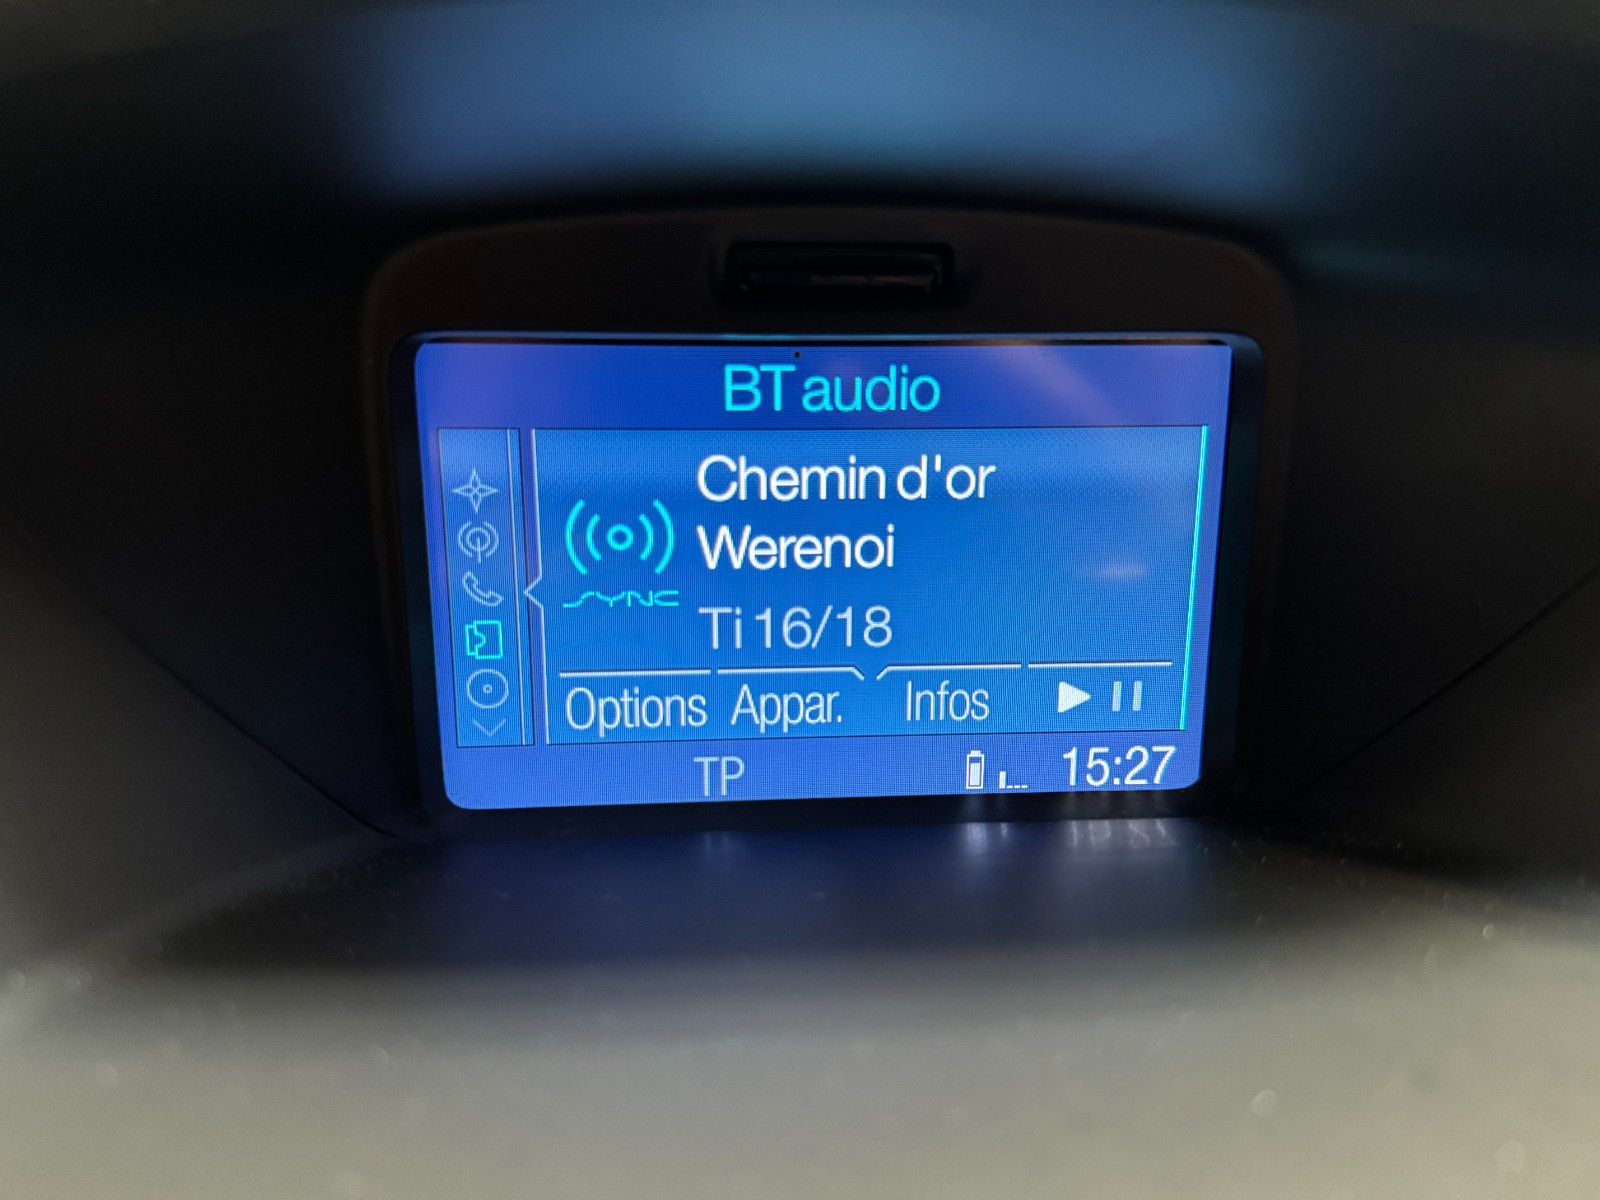 BT audio
Chemin d'or
Werenoi
SYNC
Ti 16/18
Options Appar. Infos
TP 15:27